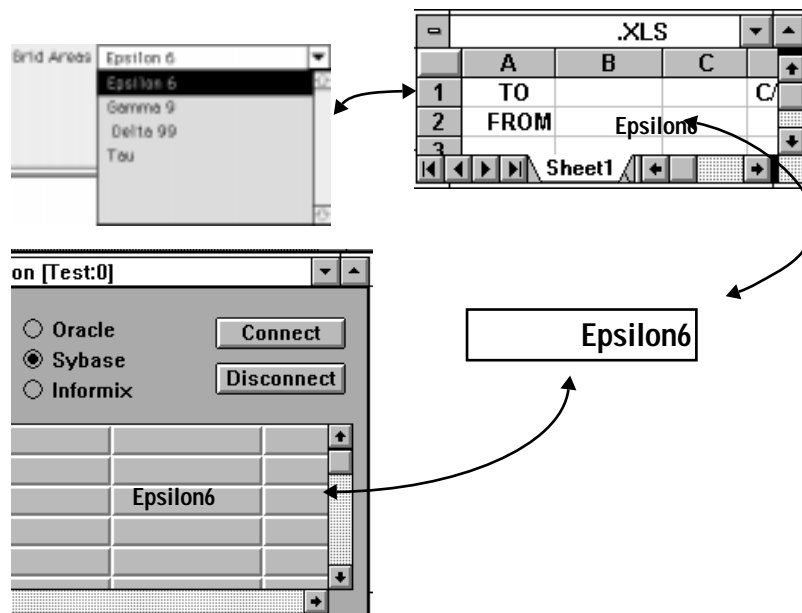 Grid Areas Epsilon 6
Epsilon 6
Gamma 9
Delta 99
Tau
.XLS
A B C
1 TO C/
2 FROM Epsilon6
3
Sheet1
on [Test:0]
Oracle Connect
Sybase
Informix Disconnect
Epsilon6
Epsilon6